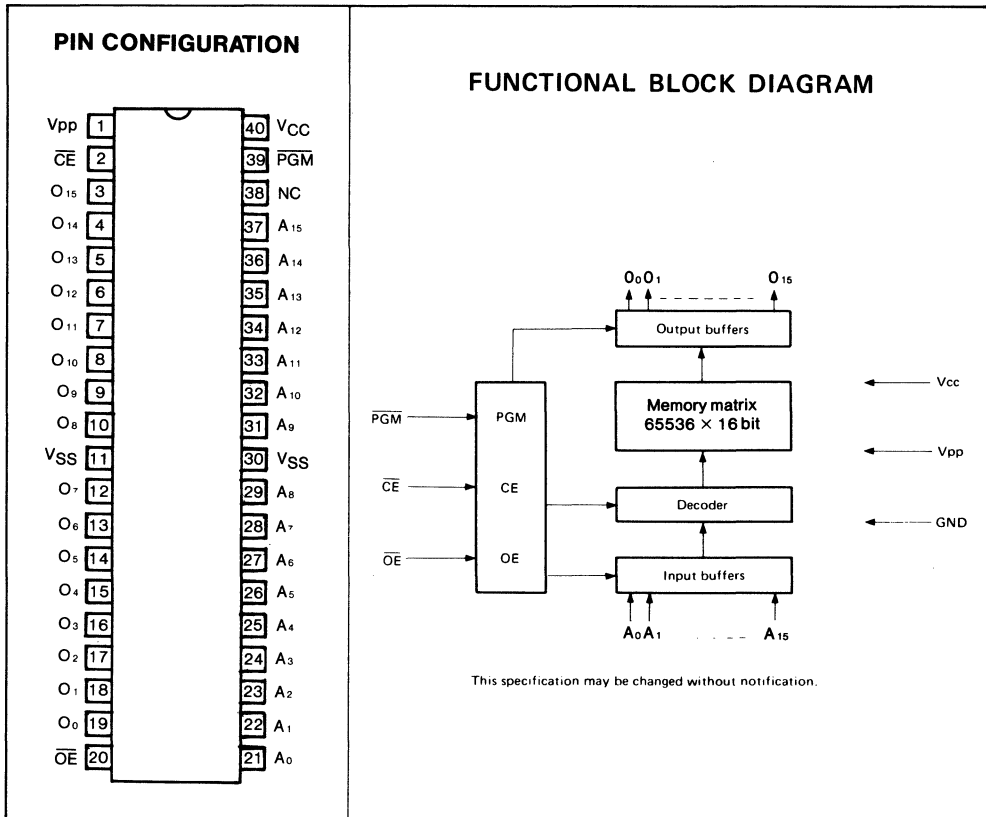 PIN CONFIGURATION
Vpp 1 40 VCC
CE 2 39 PGM
O15 3 38 NC
O14 4 37 A15
O13 5 36 A14
O12 6 35 A13
O11 7 34 A12
O10 8 33 A11
O9 9 32 A10
O8 10 31 A9
VSS 11 30 VSS
O7 12 29 A8
O6 13 28 A7
O5 14 27 A6
O4 15 26 A5
O3 16 25 A4
O2 17 24 A3
O1 18 23 A2
O0 19 22 A1
OE 20 21 A0
FUNCTIONAL BLOCK DIAGRAM
O0 O1 O15
Output buffers
Memory matrix
65536 × 16 bit
Decoder
Input buffers
A0 A1 A15
PGM PGM
CE CE
OE OE
Vcc
Vpp
GND
This specification may be changed without notification.